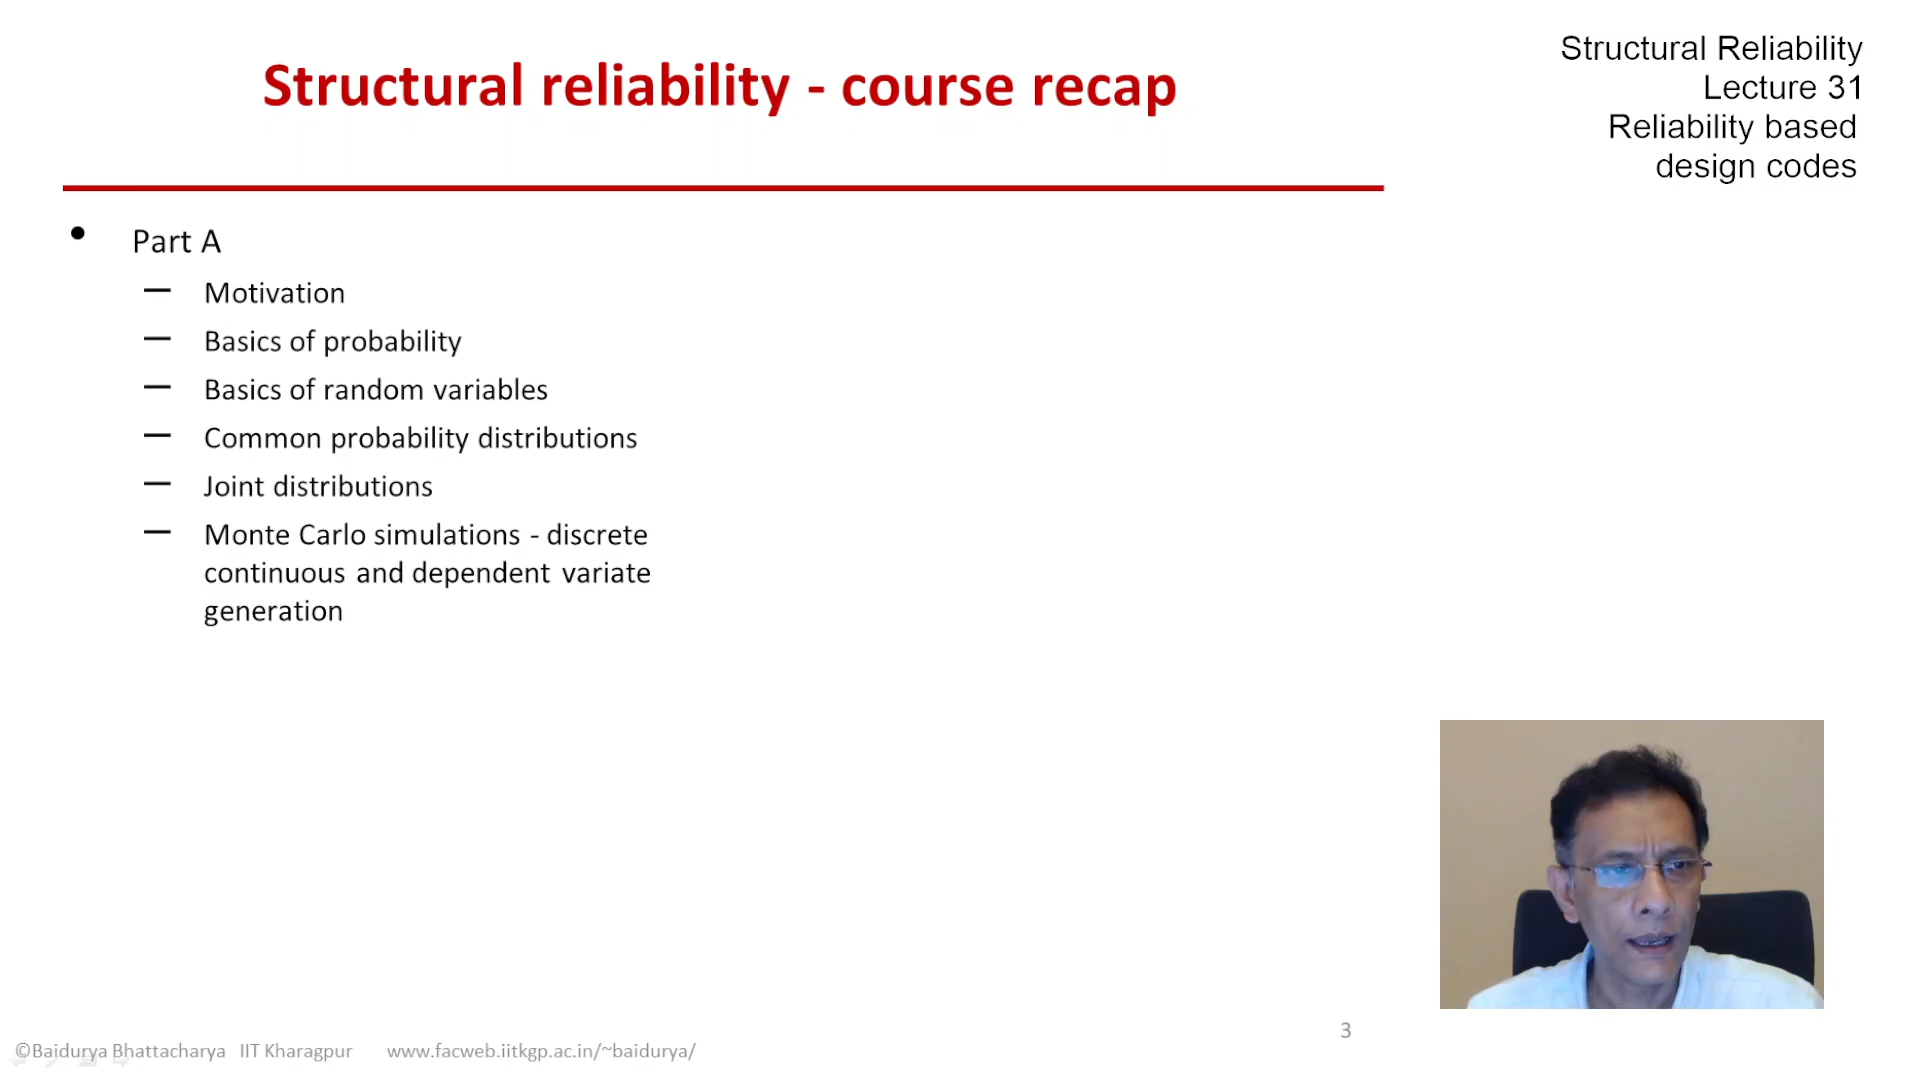 Structural reliability - course recap
Structural Reliability
Lecture 31
Reliability based
design codes
• Part A
— Motivation
— Basics of probability
— Basics of random variables
— Common probability distributions
— Joint distributions
— Monte Carlo simulations - discrete
continuous and dependent variate
generation
3
©Baidurya Bhattacharya IIT Kharagpur www.facweb.iitkgp.ac.in/~baidurya/